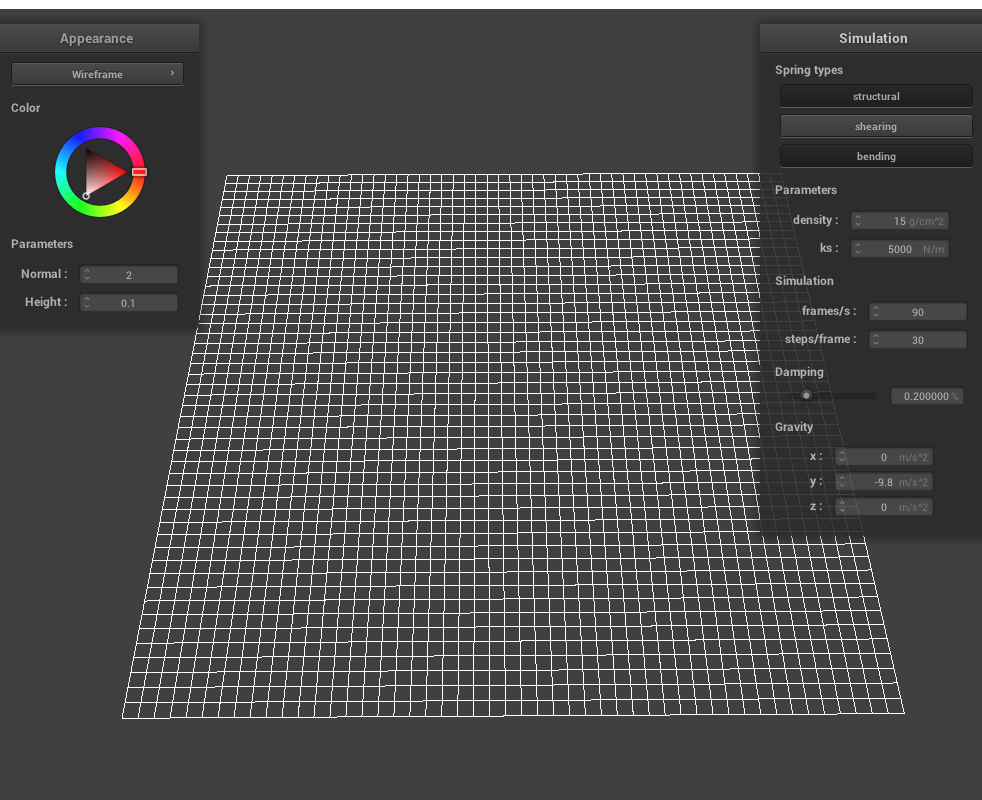 Appearance
Wireframe
Color
Parameters
Normal :
2
Height :
0.1
Simulation
Spring types
structural
shearing
bending
Parameters
density :
15 g/cm^2
ks :
5000 N/m
Simulation
frames/s :
90
steps/frame :
30
Damping
0.200000 %
Gravity
x :
0 m/s^2
y :
-9.8 m/s^2
z :
0 m/s^2